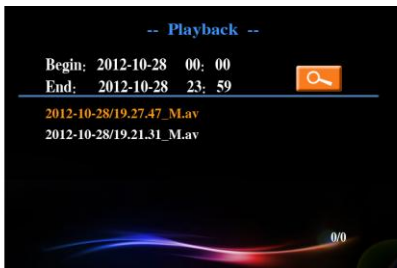 -- Playback --
Begin: 2012-10-28 00: 00
End: 2012-10-28 23: 59
2012-10-28/19.27.47_M.av
2012-10-28/19.21.31_M.av
0/0